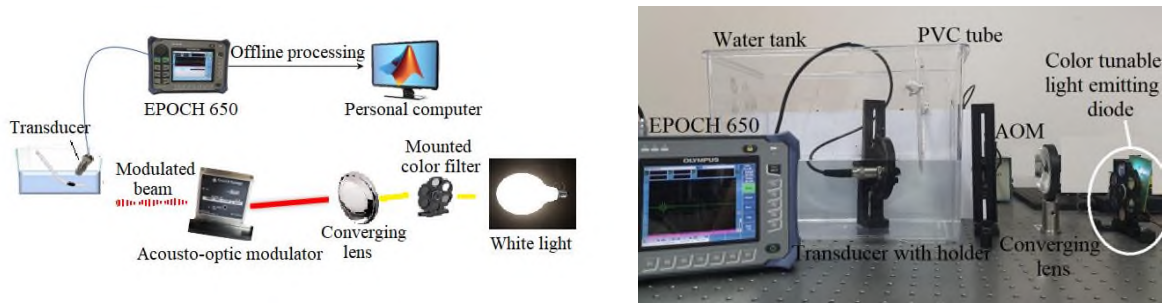 Offline processing
EPOCH 650
Personal computer
Transducer
Modulated
beam
Acousto-optic modulator
Mounted
color filter
Converging
lens
White light
Water tank
PVC tube
Color tunable
light emitting
diode
EPOCH 650
OLYMPUS
AOM
Transducer with holder
Converging
lens